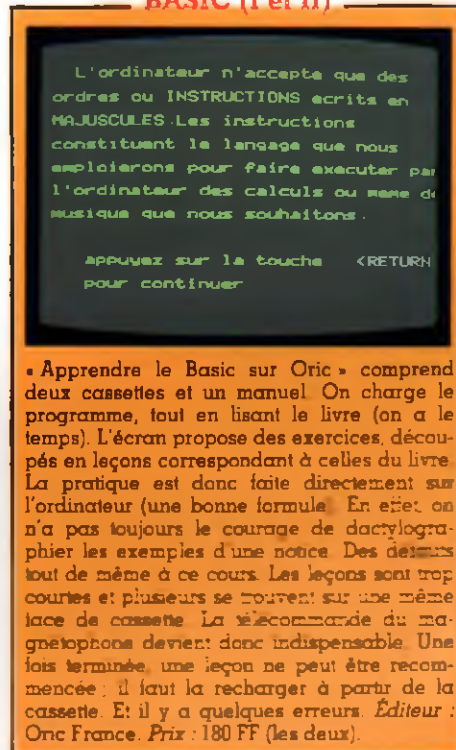 BASIC (I et II)
L'ordinateur n'accepte que des
ordres ou INSTRUCTIONS ecrits en
MAJUSCULES.Les instructions
constituent le langage que nous
emploierons pour faire executer par
l'ordinateur des calculs ou meme de
musique que nous souhaitons.
appuyez sur la touche <RETURN
pour continuer
« Apprendre le Basic sur Oric » comprend
deux cassettes et un manuel. On charge le
programme, tout en lisant le livre (on a le
temps). L'écran propose des exercices, décou-
pés en leçons correspondant à celles du livre.
La pratique est donc faite directement sur
l'ordinateur (une bonne formule). En effet, on
n'a pas toujours le courage de dactylogra-
phier les exemples d'une notice. Des défauts
tout de même à ce cours. Les leçons sont trop
courtes et plusieurs se trouvent sur une même
face de cassette. La télécommande du ma-
gnétophone devient donc indispensable. Une
fois terminée, une leçon ne peut être recom-
mencée ; il faut la recharger à partir de la
cassette. Et il y a quelques erreurs. Éditeur :
Oric France. Prix : 180 FF (les deux).